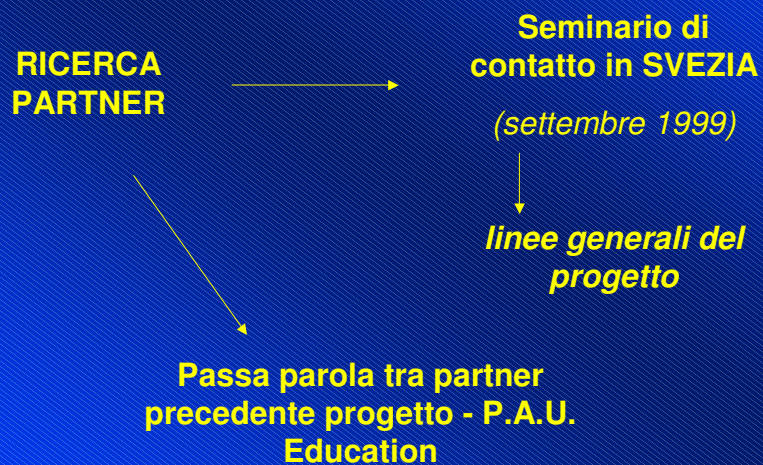 RICERCA
PARTNER
Seminario di
contatto in SVEZIA
(settembre 1999)
linee generali del
progetto
Passa parola tra partner
precedente progetto - P.A.U.
Education